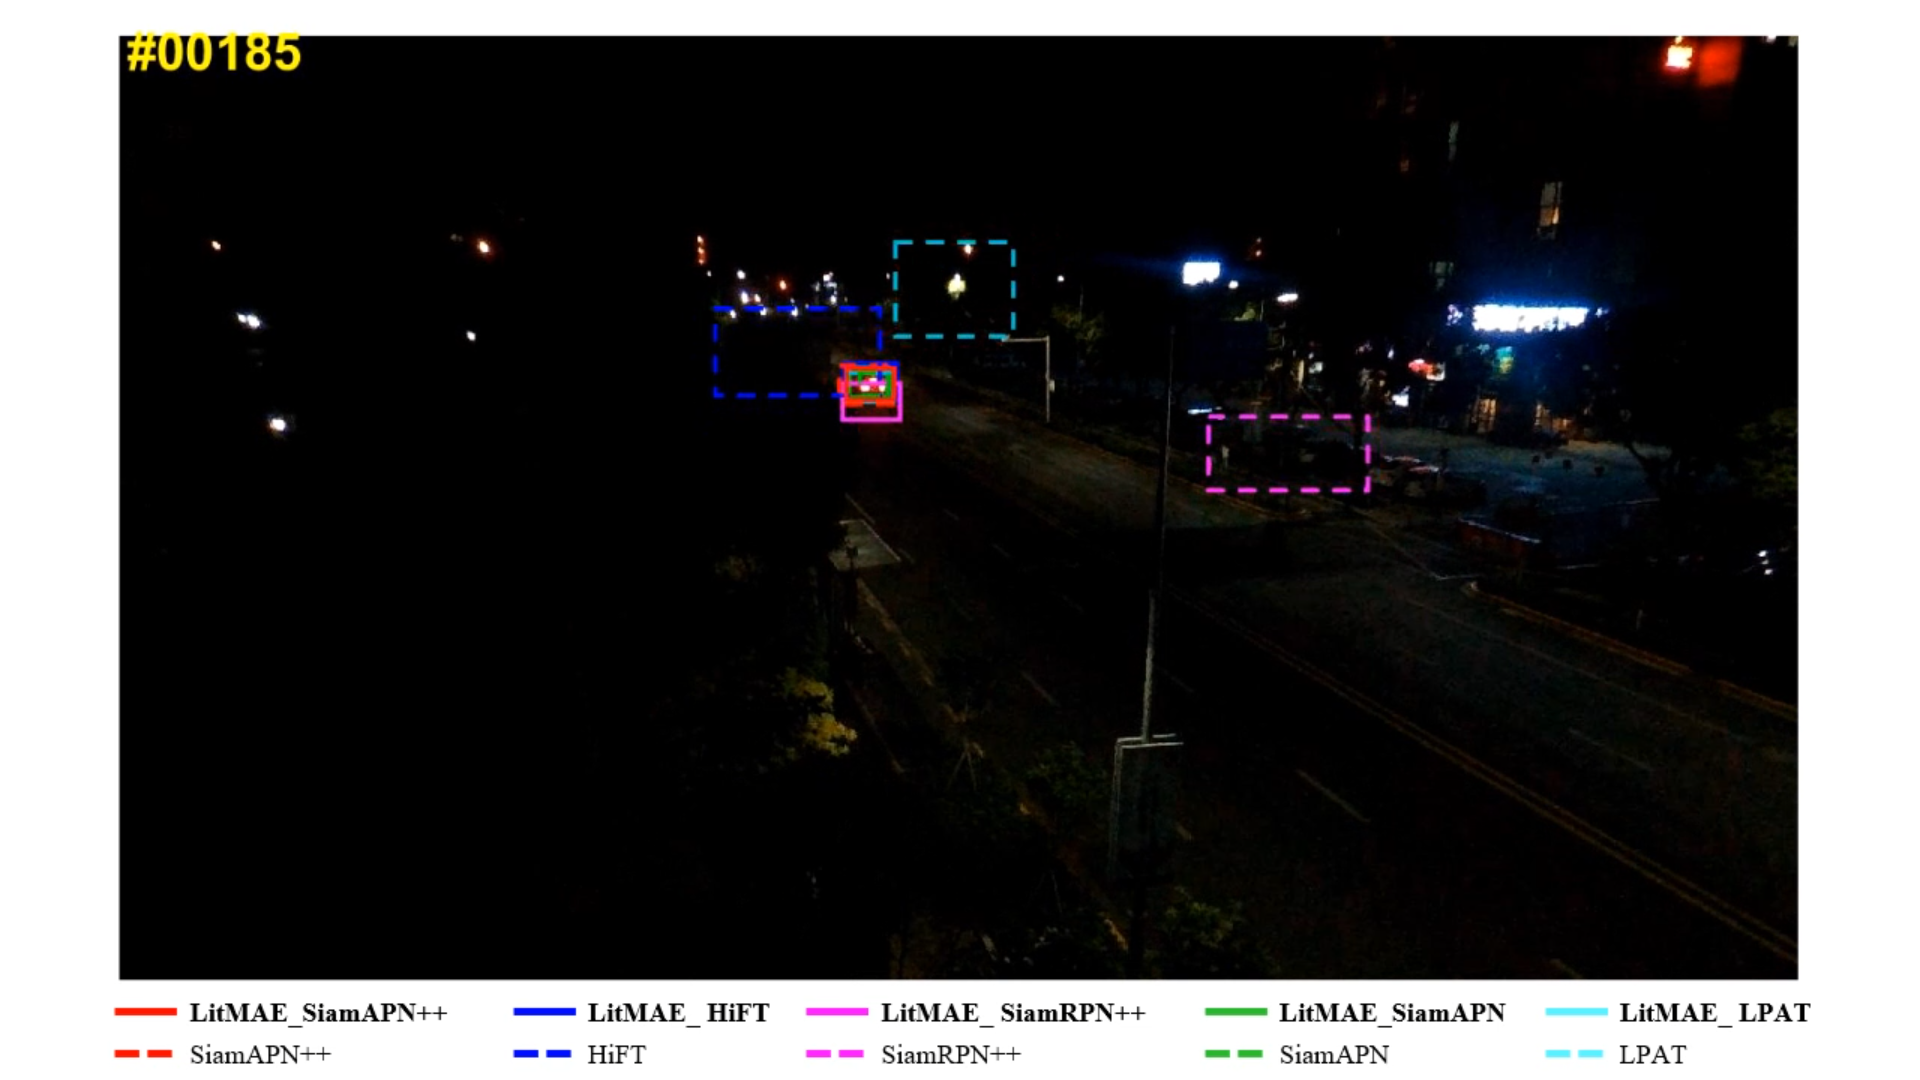 #00185
LitMAE_SiamAPN++ LitMAE_ HiFT LitMAE_ SiamRPN++ LitMAE_SiamAPN LitMAE_ LPAT
SiamAPN++ HiFT SiamRPN++ SiamAPN LPAT